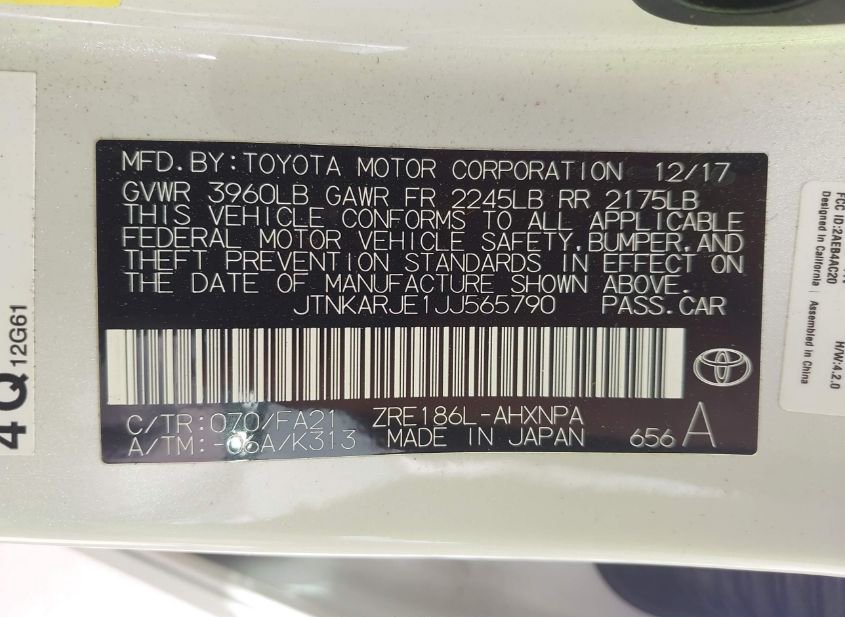 MFD.BY:TOYOTA MOTOR CORPORATION 12/17
GVWR 3960LB GAWR FR 2245LB RR 2175LB
THIS VEHICLE CONFORMS TO ALL APPLICABLE
FEDERAL MOTOR VEHICLE SAFETY,BUMPER,AND
THEFT PREVENTION STANDARDS IN EFFECT ON
THE DATE OF MANUFACTURE SHOWN ABOVE.
JTNKARJE1JJ565790 PASS.CAR
C/TR:070/FA21 ZRE186L-AHXNPA
A/TM:-06A/K313 MADE IN JAPAN 656 A
4Q 12G61
FCC ID:2AEB4AC20
Designed in California | Assembled in China
H/W:4.2.0